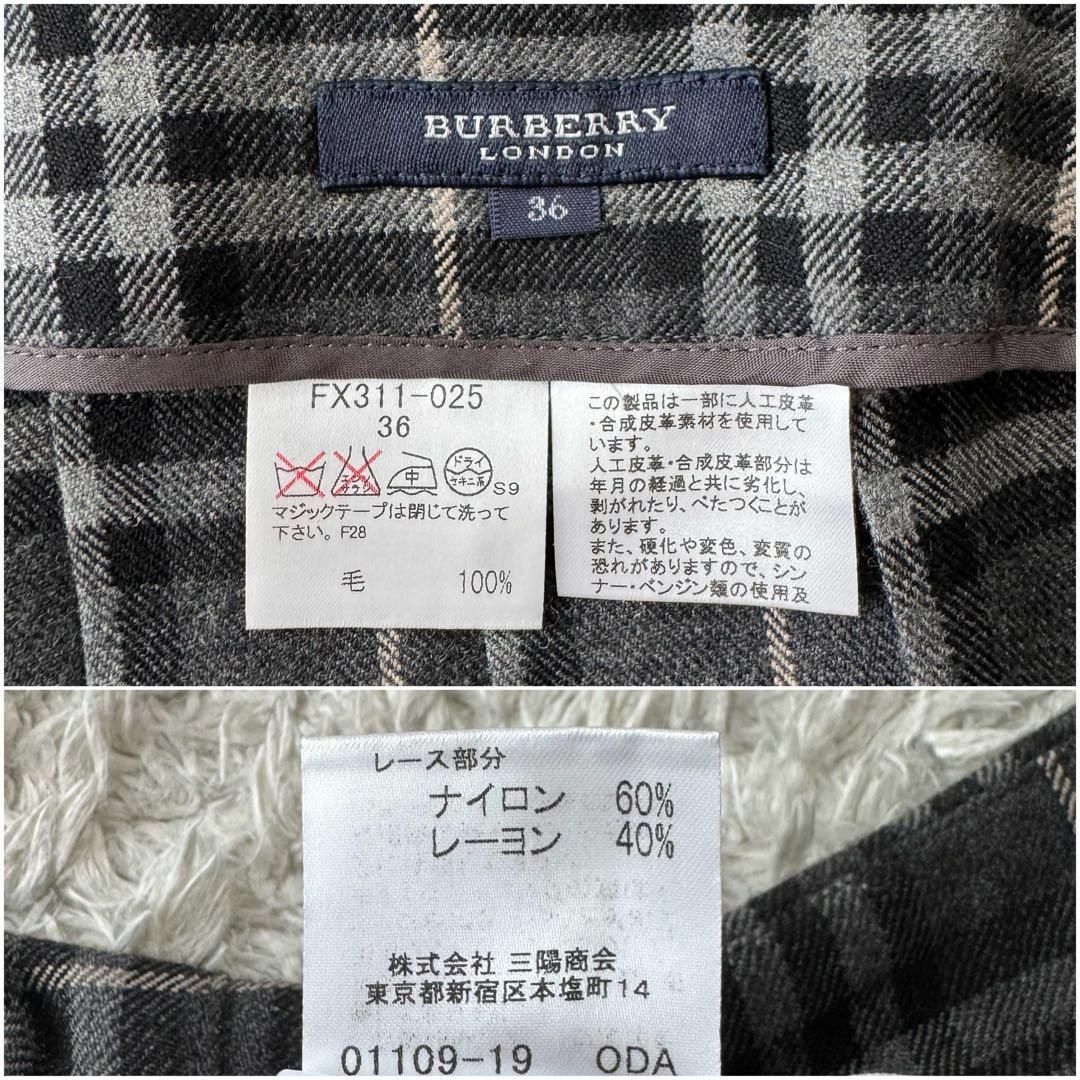 BURBERRY
LONDON
36
FX311-025
36
エンソ
サラシ
中
ドライ
セキユ系
S9
マジックテープは閉じて洗って
下さい。F28
毛 100%
この製品は一部に人工皮革
・合成皮革素材を使用して
います。
人工皮革・合成皮革部分は
年月の経過と共に劣化し、
剥がれたり、べたつくことが
あります。
また、硬化や変色、変質の
恐れがありますので、シン
ナー・ベンジン類の使用及
レース部分
ナイロン 60%
レーヨン 40%
株式会社 三陽商会
東京都新宿区本塩町14
01109-19 ODA